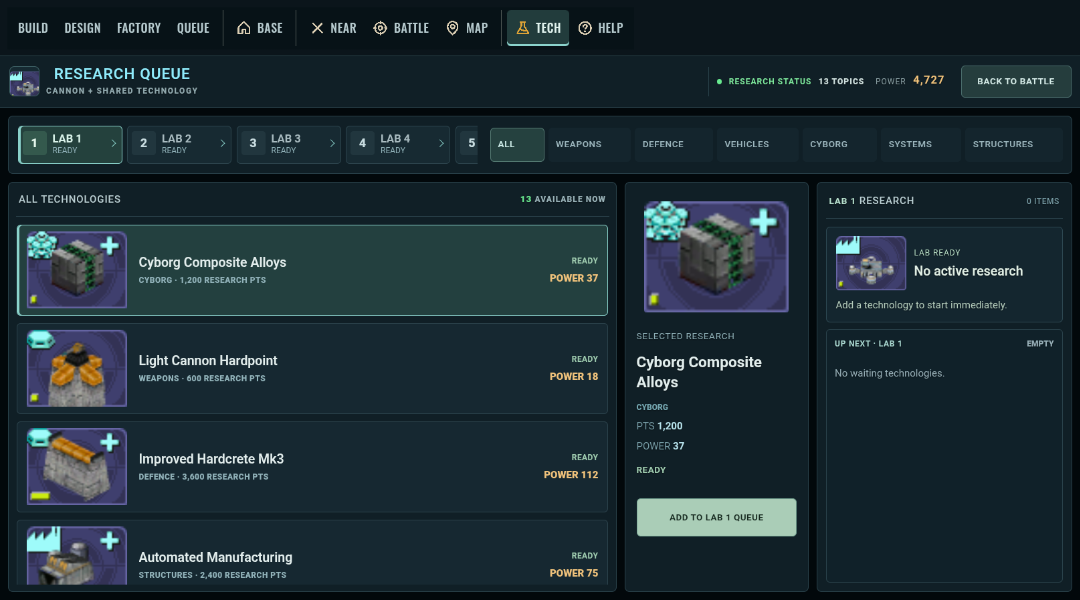 BUILD DESIGN FACTORY QUEUE BASE NEAR BATTLE MAP TECH HELP
RESEARCH QUEUE
CANNON + SHARED TECHNOLOGY
RESEARCH STATUS 13 TOPICS POWER 4,727 BACK TO BATTLE
1 LAB 1 READY
2 LAB 2 READY
3 LAB 3 READY
4 LAB 4 READY
5
ALL WEAPONS DEFENCE VEHICLES CYBORG SYSTEMS STRUCTURES
ALL TECHNOLOGIES 13 AVAILABLE NOW
Cyborg Composite Alloys
CYBORG · 1,200 RESEARCH PTS
READY
POWER 37
Light Cannon Hardpoint
WEAPONS · 600 RESEARCH PTS
READY
POWER 18
Improved Hardcrete Mk3
DEFENCE · 3,600 RESEARCH PTS
READY
POWER 112
Automated Manufacturing
STRUCTURES · 2,400 RESEARCH PTS
READY
POWER 75
SELECTED RESEARCH
Cyborg Composite
Alloys
CYBORG
PTS 1,200
POWER 37
READY
ADD TO LAB 1 QUEUE
LAB 1 RESEARCH 0 ITEMS
LAB READY
No active research
Add a technology to start immediately.
UP NEXT · LAB 1 EMPTY
No waiting technologies.